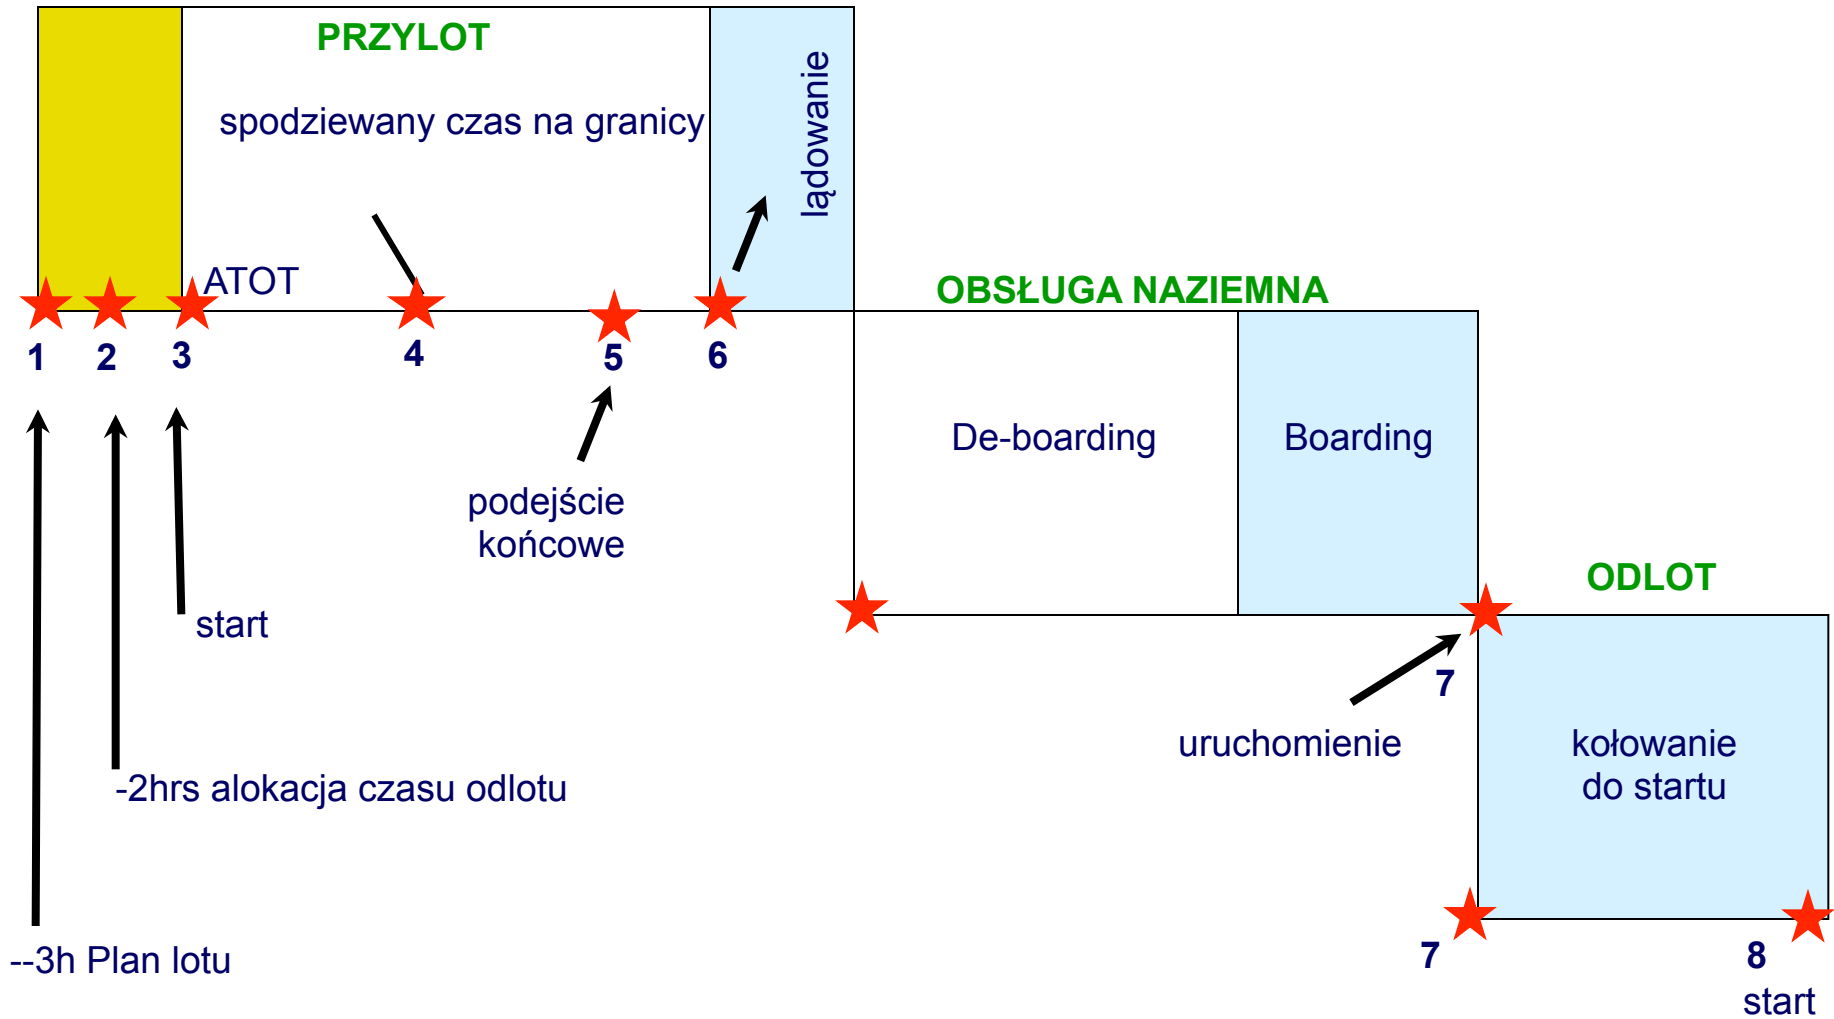 PRZYLOT
spodziewany czas na granicy
lądowanie
ATOT
OBSŁUGA NAZIEMNA
1
2
3
4
5
6
De-boarding
Boarding
podejście
końcowe
ODLOT
start
7
uruchomienie
kołowanie
do startu
-2hrs alokacja czasu odlotu
--3h Plan lotu
7
8
start